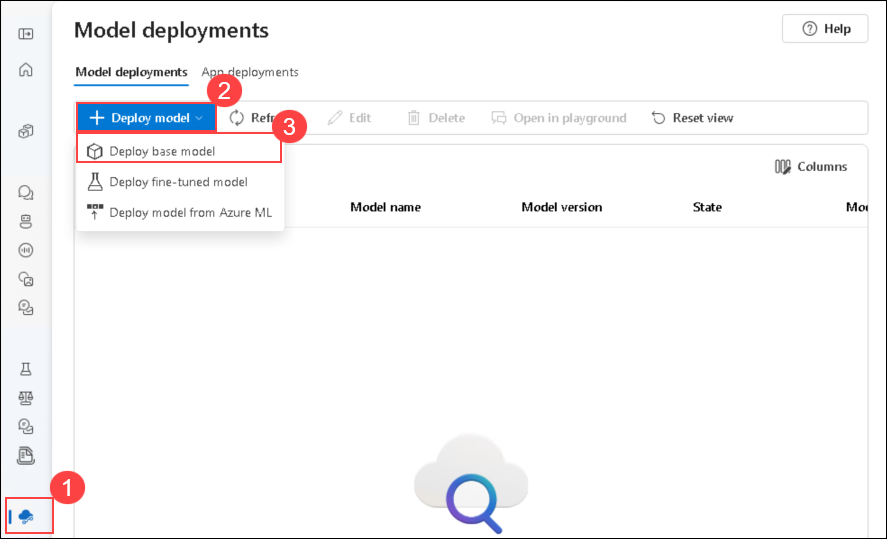 Model deployments
Help
Model deployments App deployments
2
Deploy model Refr Edit Delete Open in playground Reset view
3
Deploy base model
Columns
Deploy fine-tuned model
Model name Model version State Mod
Deploy model from Azure ML
1